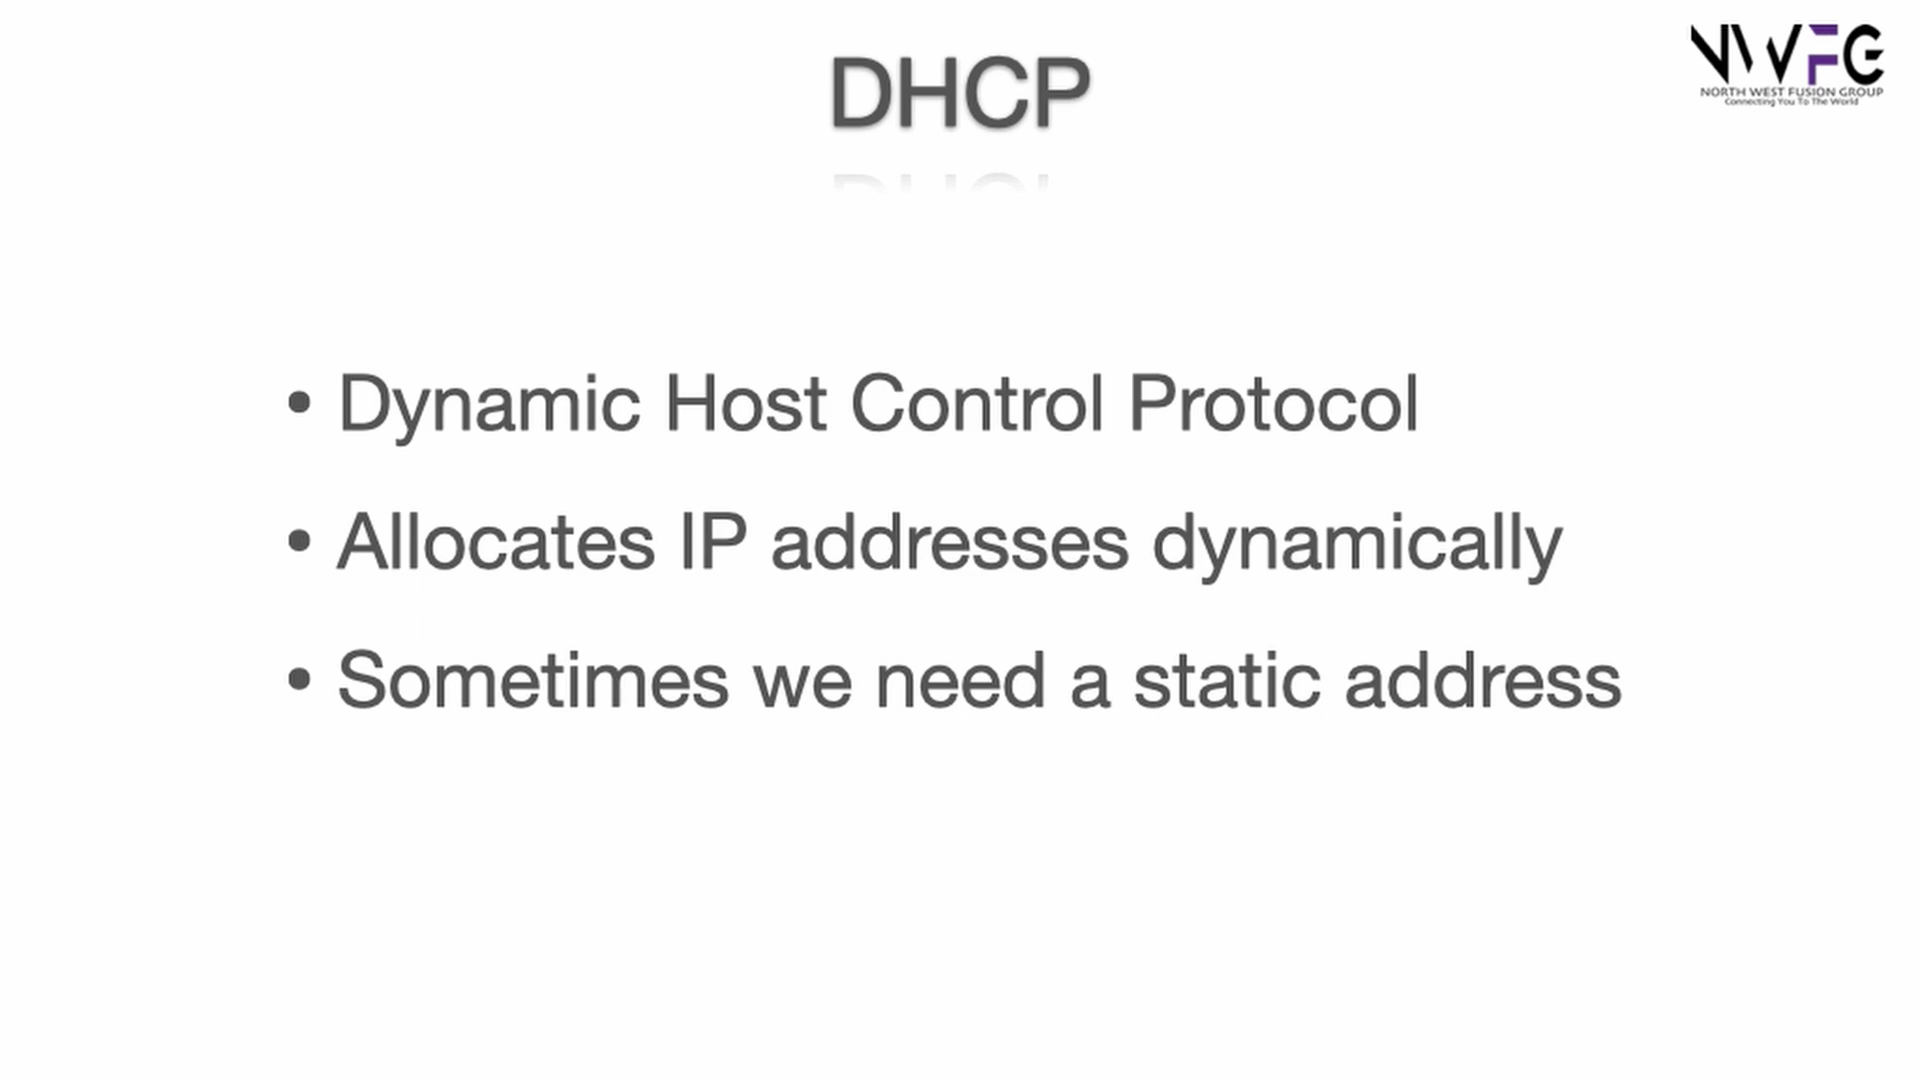 DHCP
NWFG
NORTH WEST FUSION GROUP
Connecting You To The World
• Dynamic Host Control Protocol
• Allocates IP addresses dynamically
• Sometimes we need a static address